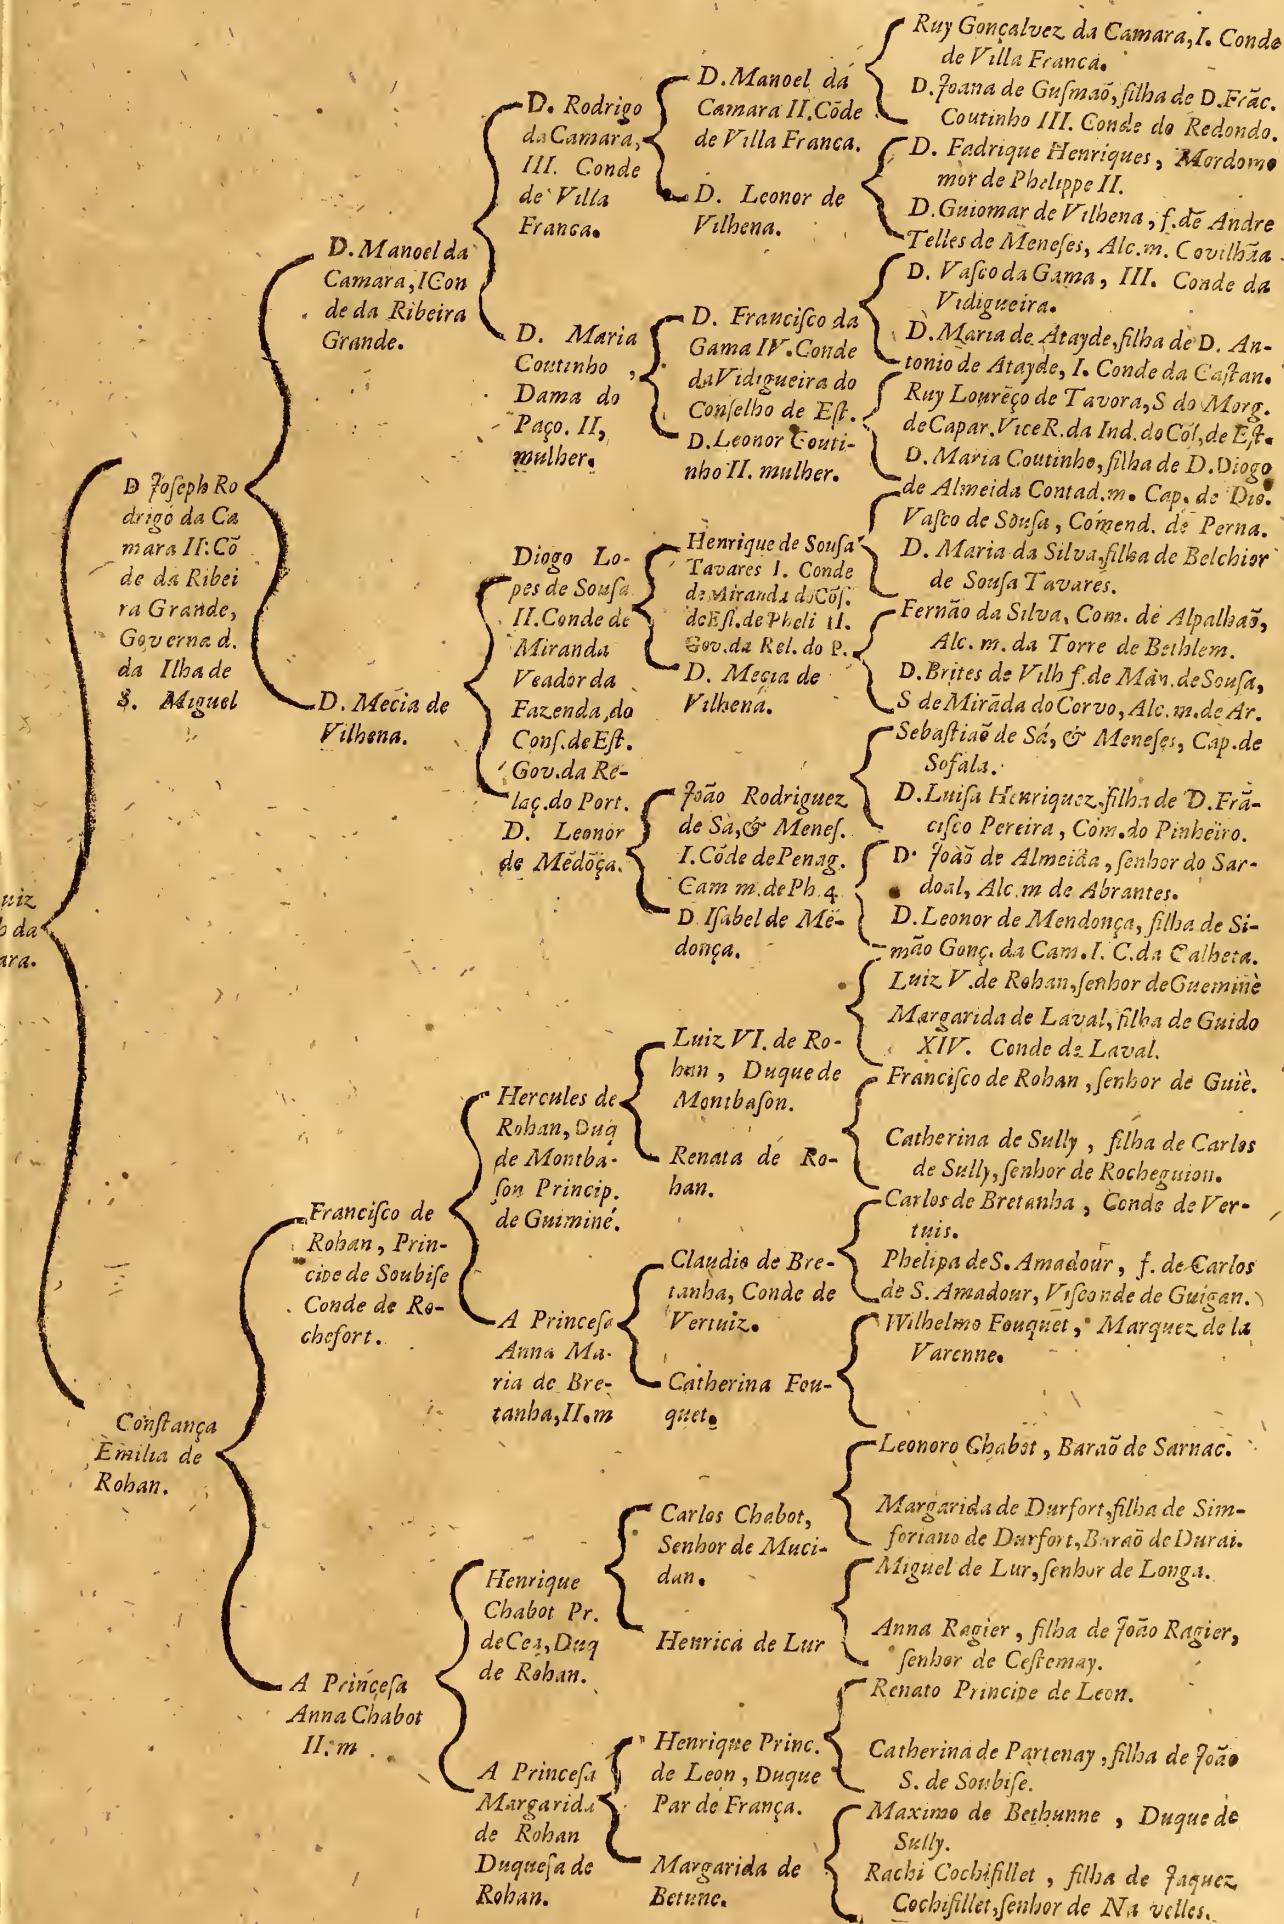 uiz
da
ara.
D Joſeph Ro
drigo da Ca
mara II. Cõ
de da Ribei
ra Grande,
Governa d.
da Ilha de
S. Miguel
Conſtança
Emilia de
Rohan.
D. Manoel da
Camara, I Con
de da Ribeira
Grande.
D. Mécia de
Vilhena.
Franciſco de
Rohan, Prin-
cipe de Soubiſe
Conde de Ro-
chefort.
A Princeſa
Anna Chabot
II. m
D. Rodrigo
da Camara,
III. Conde
de Villa
Franca.
D. Maria
Coutinho,
Dama do
Paço. II,
mulher.
Diogo Lo-
pes de Souſa
II. Conde de
Miranda
Veador da
Fazenda, do
Conſ. de Eſt.
Gov. da Re-
laç. do Port.
D. Leonor
de Mẽdõça.
Hercules de
Rohan, Duq
de Montba-
ſon Princip.
de Guiminé.
A Princeſa
Anna Ma-
ria de Bre-
tanha, II. m
Henrique
Chabot Pr.
de Cea, Duq
de Rohan.
A Princeſa
Margarida
de Rohan
Duqueſa de
Rohan.
D. Manoel da
Camara II. Cõde
de Villa Franca.
D. Leonor de
Vilhena.
D. Franciſco da
Gama IV. Conde
da Vidigueira do
Conſelho de Eſt.
D. Leonor Couti-
nho II. mulher.
Henrique de Souſa
Tavares I. Conde
de Miranda do Cõſ.
de Eſt. de Pheli II.
Gov. da Rel. do P.
D. Mecia de
Vilhena.
João Rodriguez
de Sà, & Meneſ.
I. Cõde de Penag.
Cam m. de Ph. 4
D. Iſabel de Mẽ-
donça.
Luiz VI. de Ro-
han, Duque de
Montbaſon.
Renata de Ro-
han.
Claudio de Bre-
tanha, Conde de
Vertuiz.
Catherina Fou-
quet.
Carlos Chabot,
Senhor de Muci-
dan.
Henrica de Lur
Henrique Princ.
de Leon, Duque
Par de França.
Margarida de
Betune.
Ruy Gonçalvez da Camara, I. Conde
de Villa Franca.
D. Joana de Guſmaõ, filha de D. Frãc.
Coutinho III. Conde do Redondo.
D. Fadrique Henriques, Mordomo
mór de Phelippe II.
D. Guiomar de Vilhena, f. de Andre
Telles de Meneſes, Alc. m. Covilhãa
D. Vaſco da Gama, III. Conde da
Vidigueira.
D. Maria de Atayde, filha de D. An-
tonio de Atayde, I. Conde da Caſtan.
Ruy Lourẽço de Tavora, S do Morg.
de Capar. Vice R. da Ind. do Cõſ, de Eſt.
D. Maria Coutinho, filha de D. Diogo
de Almeida Contad. m. Cap. de Dio.
Vaſco de Souſa, Comend. de Perna.
D. Maria da Silva, filha de Belchior
de Souſa Tavares.
Fernão da Silva, Com. de Alpalhaõ,
Alc. m. da Torre de Bethlem.
D. Brites de Vilh f. de Man. de Souſa,
S de Mirãda do Corvo, Alc. m. de Ar.
Sebaſtiaõ de Sá, & Meneſes, Cap. de
Sofala.
D. Luiſa Henriquez, filha de D. Frã-
ciſco Pereira, Com. do Pinheiro.
D. Joaõ de Almeida, ſenhor do Sar-
doal, Alc. m de Abrantes.
D. Leonor de Mendonça, filha de Si-
mão Gonç. da Cam. I. C. da Calheta.
Luiz V. de Rohan, ſenhor de Gueminè
Margarida de Laval, filha de Guido
XIV. Conde de Laval.
Franciſco de Rohan, ſenhor de Guiè.
Catherina de Sully, filha de Carlos
de Sully, ſenhor de Rocheguion.
Carlos de Bretanha, Conde de Ver-
tuis.
Phelipa de S. Amadour, f. de Carlos
de S. Amadour, Viſconde de Guigan.
Wilhelmo Fouquet, Marquez de la
Varenne.
Leonoro Chabot, Baraõ de Sarnac.
Margarida de Durfort, filha de Sim-
foriano de Durfort, Baraõ de Durai.
Miguel de Lur, ſenhor de Longa.
Anna Ragier, filha de João Ragier,
ſenhor de Ceſtemay.
Renato Principe de Leon.
Catherina de Partenay, filha de João
S. de Soubiſe.
Maximo de Bethunne, Duque de
Sully.
Rachi Cochifillet, filha de Jaquez
Cochifillet, ſenhor de Na velles.